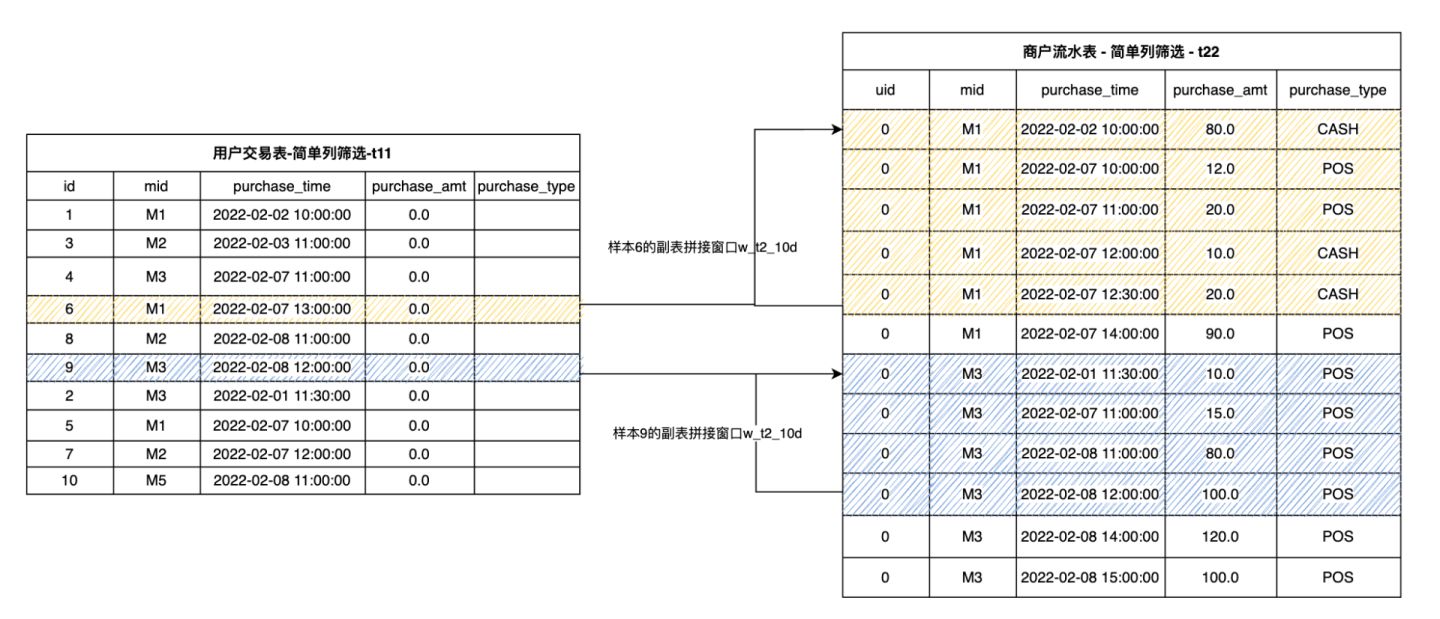 用户交易表-简单列筛选-t11
id mid purchase_time purchase_amt purchase_type
1 M1 2022-02-02 10:00:00 0.0
3 M2 2022-02-03 11:00:00 0.0
4 M3 2022-02-07 11:00:00 0.0
6 M1 2022-02-07 13:00:00 0.0
8 M2 2022-02-08 11:00:00 0.0
9 M3 2022-02-08 12:00:00 0.0
2 M3 2022-02-01 11:30:00 0.0
5 M1 2022-02-07 10:00:00 0.0
7 M2 2022-02-07 12:00:00 0.0
10 M5 2022-02-08 11:00:00 0.0
样本6的副表拼接窗口w_t2_10d
样本9的副表拼接窗口w_t2_10d
商户流水表 - 简单列筛选 - t22
uid mid purchase_time purchase_amt purchase_type
0 M1 2022-02-02 10:00:00 80.0 CASH
0 M1 2022-02-07 10:00:00 12.0 POS
0 M1 2022-02-07 11:00:00 20.0 POS
0 M1 2022-02-07 12:00:00 10.0 CASH
0 M1 2022-02-07 12:30:00 20.0 CASH
0 M1 2022-02-07 14:00:00 90.0 POS
0 M3 2022-02-01 11:30:00 10.0 POS
0 M3 2022-02-07 11:00:00 15.0 POS
0 M3 2022-02-08 11:00:00 80.0 POS
0 M3 2022-02-08 12:00:00 100.0 POS
0 M3 2022-02-08 14:00:00 120.0 POS
0 M3 2022-02-08 15:00:00 100.0 POS